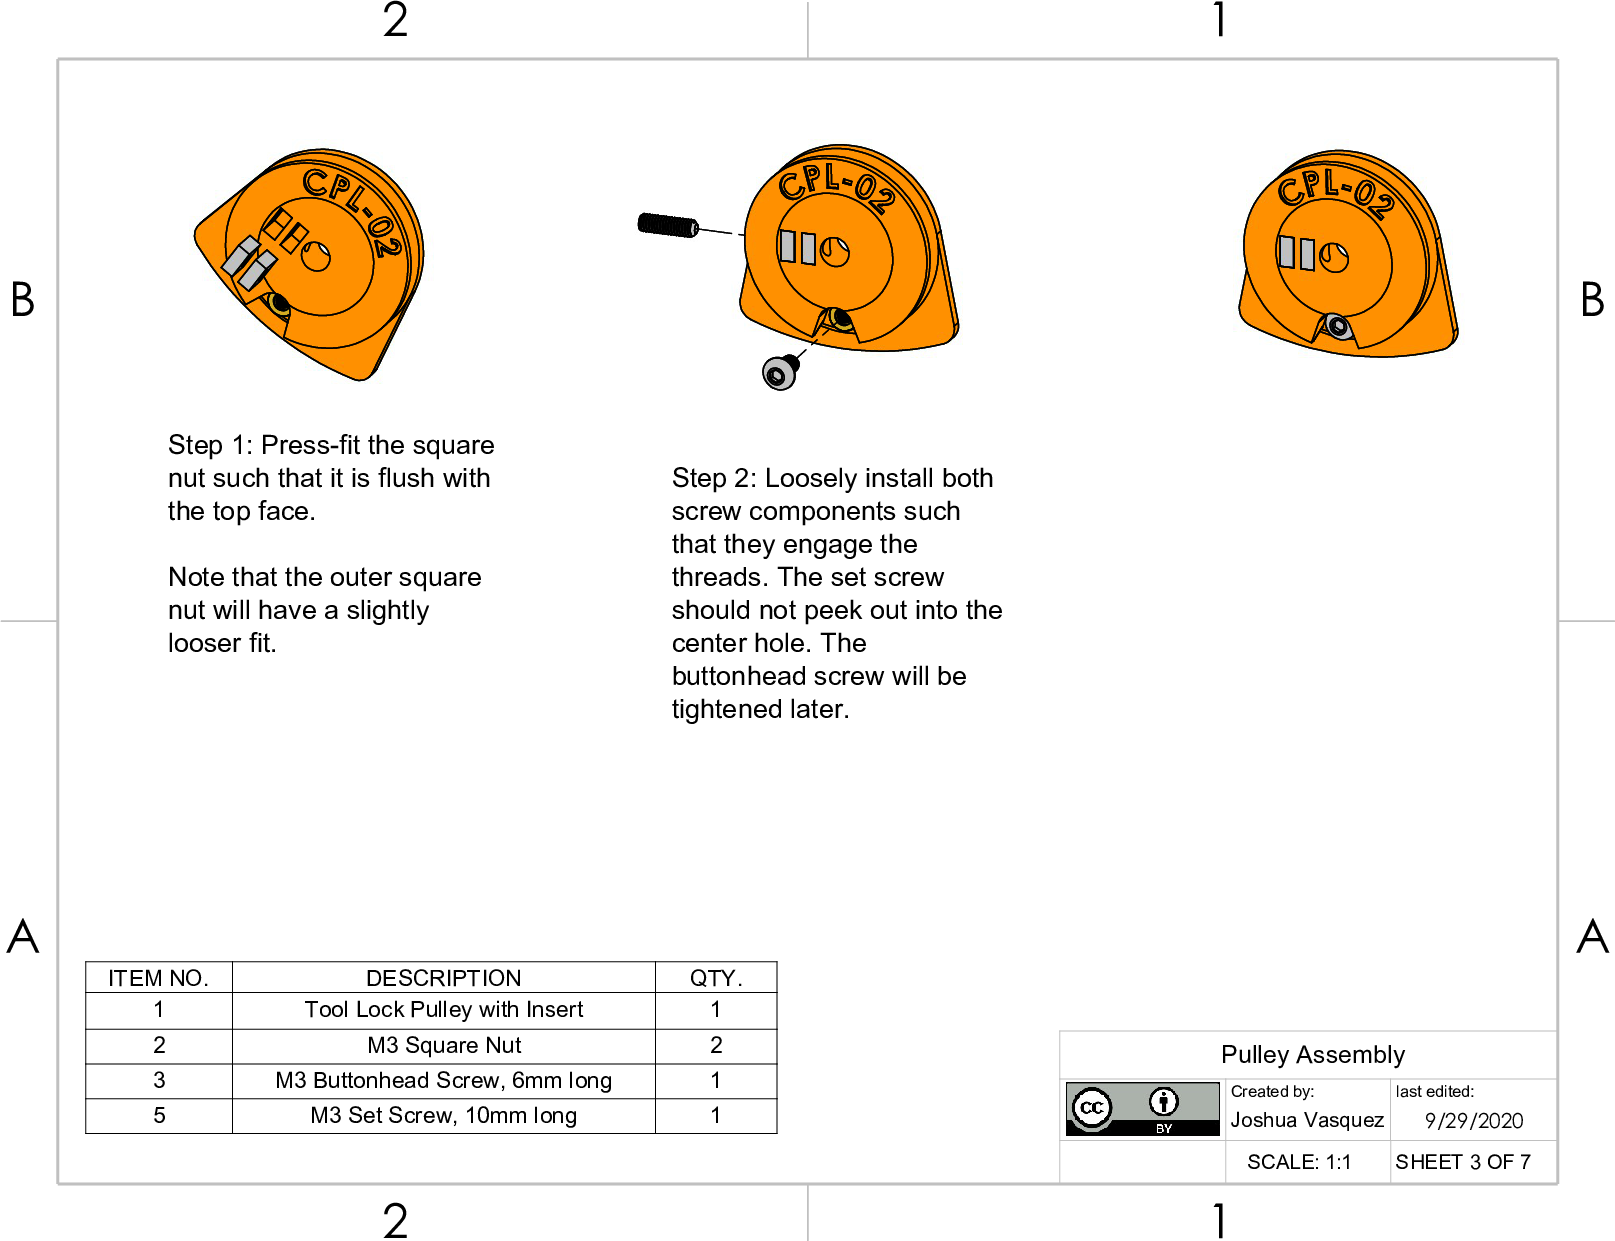 2 1
CPL-02 CPL-02 CPL-02
B B
Step 1: Press-fit the square
nut such that it is flush with
the top face.
Note that the outer square
nut will have a slightly
looser fit.
Step 2: Loosely install both
screw components such
that they engage the
threads. The set screw
should not peek out into the
center hole. The
buttonhead screw will be
tightened later.
A A
ITEM NO. DESCRIPTION QTY.
1 Tool Lock Pulley with Insert 1
2 M3 Square Nut 2
3 M3 Buttonhead Screw, 6mm long 1
5 M3 Set Screw, 10mm long 1
Pulley Assembly
cc BY
Created by: last edited:
Joshua Vasquez 9/29/2020
SCALE: 1:1 SHEET 3 OF 7
2 1